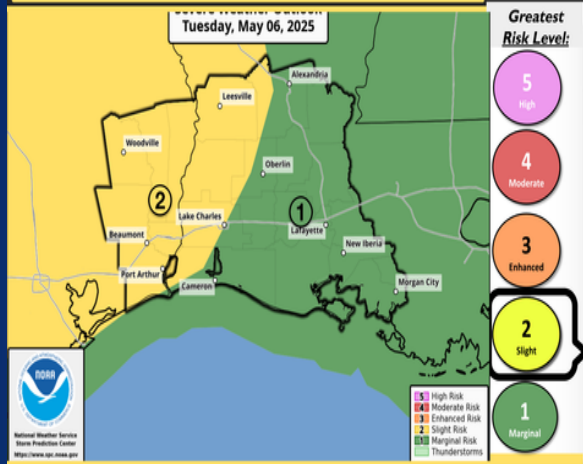 Severe Weather Outlook
Tuesday, May 06, 2025
Greatest
Risk Level:
5
High
4
Moderate
3
Enhanced
2
Slight
1
Marginal
Alexandria
Leesville
Woodville
Oberlin
2
1
Lake Charles
Lafayette
Beaumont
New Iberia
Port Arthur
Cameron
Morgan City
NOAA
National Weather Service
Storm Prediction Center
https://www.spc.noaa.gov
5 High Risk
4 Moderate Risk
3 Enhanced Risk
2 Slight Risk
1 Marginal Risk
Thunderstorms